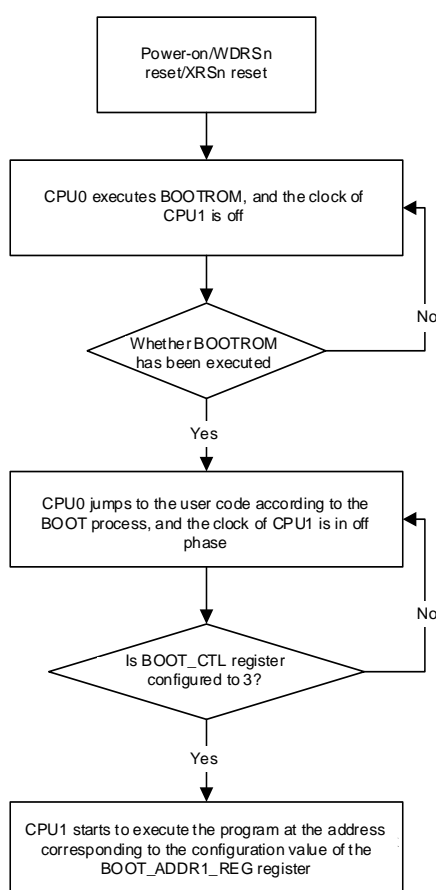 Power-on/WDRSn
reset/XRSn reset
CPU0 executes BOOTROM, and the clock of
CPU1 is off
No
Whether BOOTROM
has been executed
Yes
CPU0 jumps to the user code according to the
BOOT process, and the clock of CPU1 is in off
phase
No
Is BOOT_CTL register
configured to 3?
Yes
CPU1 starts to execute the program at the address
corresponding to the configuration value of the
BOOT_ADDR1_REG register